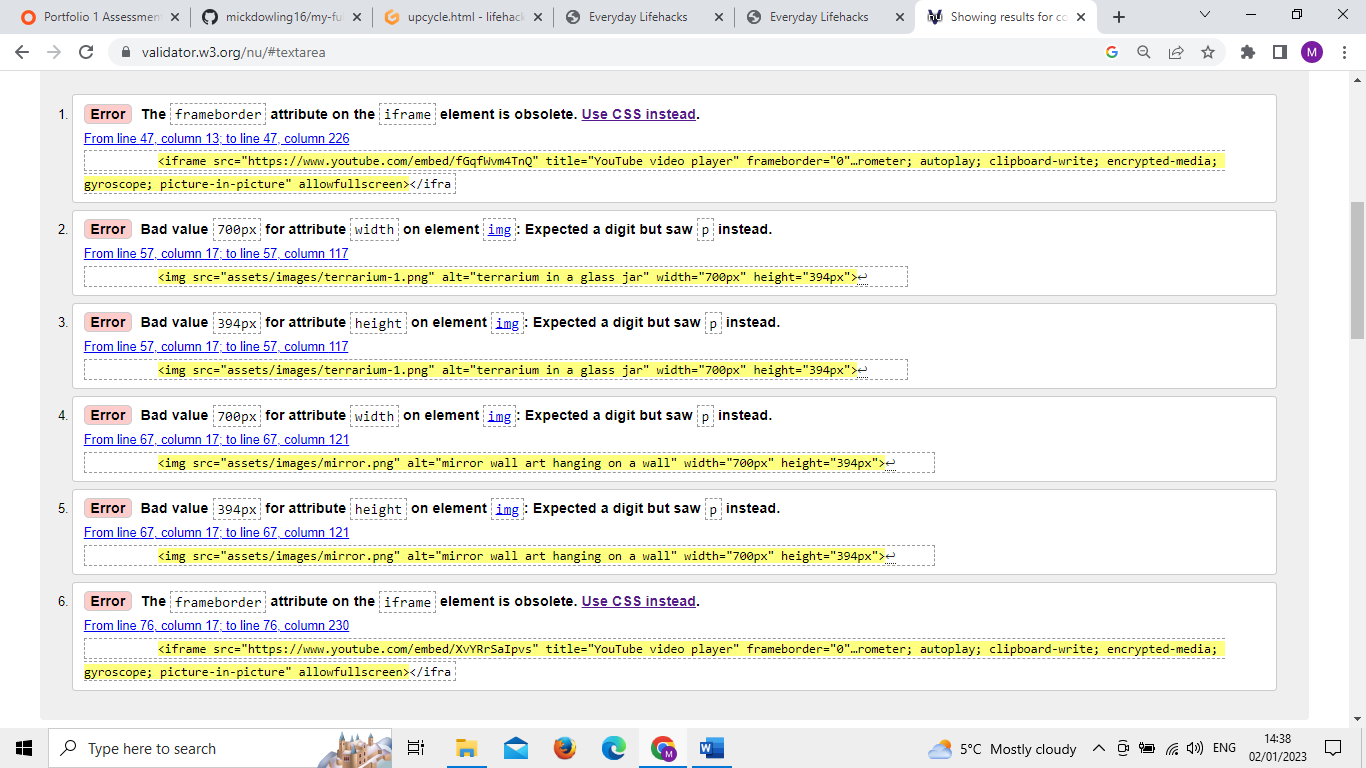 Portfolio 1 Assessmen
mickdowling16/my-fu
upcycle.html - lifehac
Everyday Lifehacks
Everyday Lifehacks
Showing results for co
validator.w3.org/nu/#textarea
M
1. Error The frameborder attribute on the iframe element is obsolete. Use CSS instead.
From line 47, column 13; to line 47, column 226
<iframe src="https://www.youtube.com/embed/fGqfWvm4TnQ" title="YouTube video player" frameborder="0"…rometer; autoplay; clipboard-write; encrypted-media;
gyroscope; picture-in-picture" allowfullscreen></ifra
2. Error Bad value 700px for attribute width on element img: Expected a digit but saw p instead.
From line 57, column 17; to line 57, column 117
<img src="assets/images/terrarium-1.png" alt="terrarium in a glass jar" width="700px" height="394px">↩
3. Error Bad value 394px for attribute height on element img: Expected a digit but saw p instead.
From line 57, column 17; to line 57, column 117
<img src="assets/images/terrarium-1.png" alt="terrarium in a glass jar" width="700px" height="394px">↩
4. Error Bad value 700px for attribute width on element img: Expected a digit but saw p instead.
From line 67, column 17; to line 67, column 121
<img src="assets/images/mirror.png" alt="mirror wall art hanging on a wall" width="700px" height="394px">↩
5. Error Bad value 394px for attribute height on element img: Expected a digit but saw p instead.
From line 67, column 17; to line 67, column 121
<img src="assets/images/mirror.png" alt="mirror wall art hanging on a wall" width="700px" height="394px">↩
6. Error The frameborder attribute on the iframe element is obsolete. Use CSS instead.
From line 76, column 17; to line 76, column 230
<iframe src="https://www.youtube.com/embed/XvYRrSaIpvs" title="YouTube video player" frameborder="0"…rometer; autoplay; clipboard-write; encrypted-media;
gyroscope; picture-in-picture" allowfullscreen></ifra
Type here to search
5°C Mostly cloudy
ENG
14:38
02/01/2023